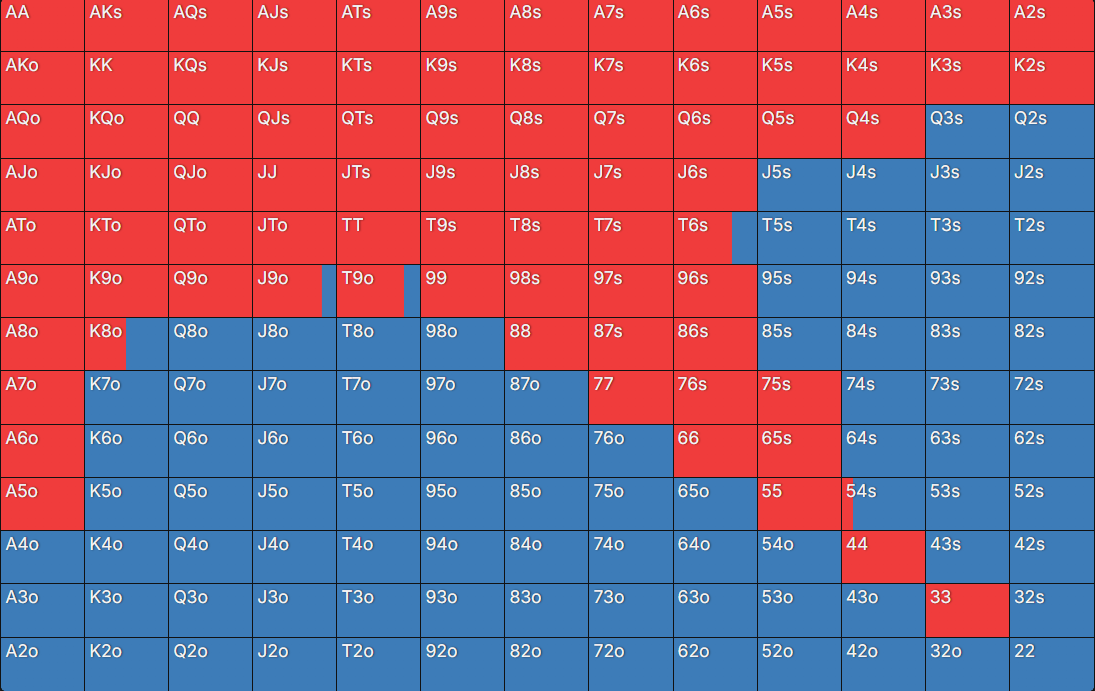 AA AKs AQs AJs ATs A9s A8s A7s A6s A5s A4s A3s A2s
AKo KK KQs KJs KTs K9s K8s K7s K6s K5s K4s K3s K2s
AQo KQo QQ QJs QTs Q9s Q8s Q7s Q6s Q5s Q4s Q3s Q2s
AJo KJo QJo JJ JTs J9s J8s J7s J6s J5s J4s J3s J2s
ATo KTo QTo JTo TT T9s T8s T7s T6s T5s T4s T3s T2s
A9o K9o Q9o J9o T9o 99 98s 97s 96s 95s 94s 93s 92s
A8o K8o Q8o J8o T8o 98o 88 87s 86s 85s 84s 83s 82s
A7o K7o Q7o J7o T7o 97o 87o 77 76s 75s 74s 73s 72s
A6o K6o Q6o J6o T6o 96o 86o 76o 66 65s 64s 63s 62s
A5o K5o Q5o J5o T5o 95o 85o 75o 65o 55 54s 53s 52s
A4o K4o Q4o J4o T4o 94o 84o 74o 64o 54o 44 43s 42s
A3o K3o Q3o J3o T3o 93o 83o 73o 63o 53o 43o 33 32s
A2o K2o Q2o J2o T2o 92o 82o 72o 62o 52o 42o 32o 22